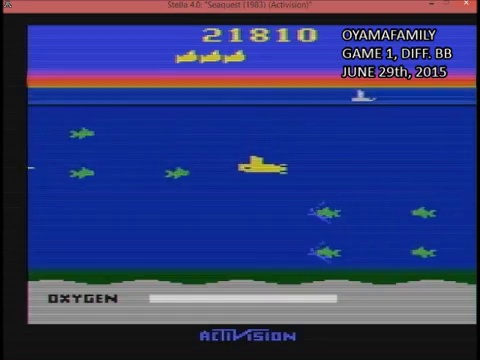 Stella 4.0: "Seaquest (1983) (Activision)"
21810
OYAMAFAMILY
GAME 1, DIFF. BB
JUNE 29th, 2015
OXYGEN
ACTIVISION